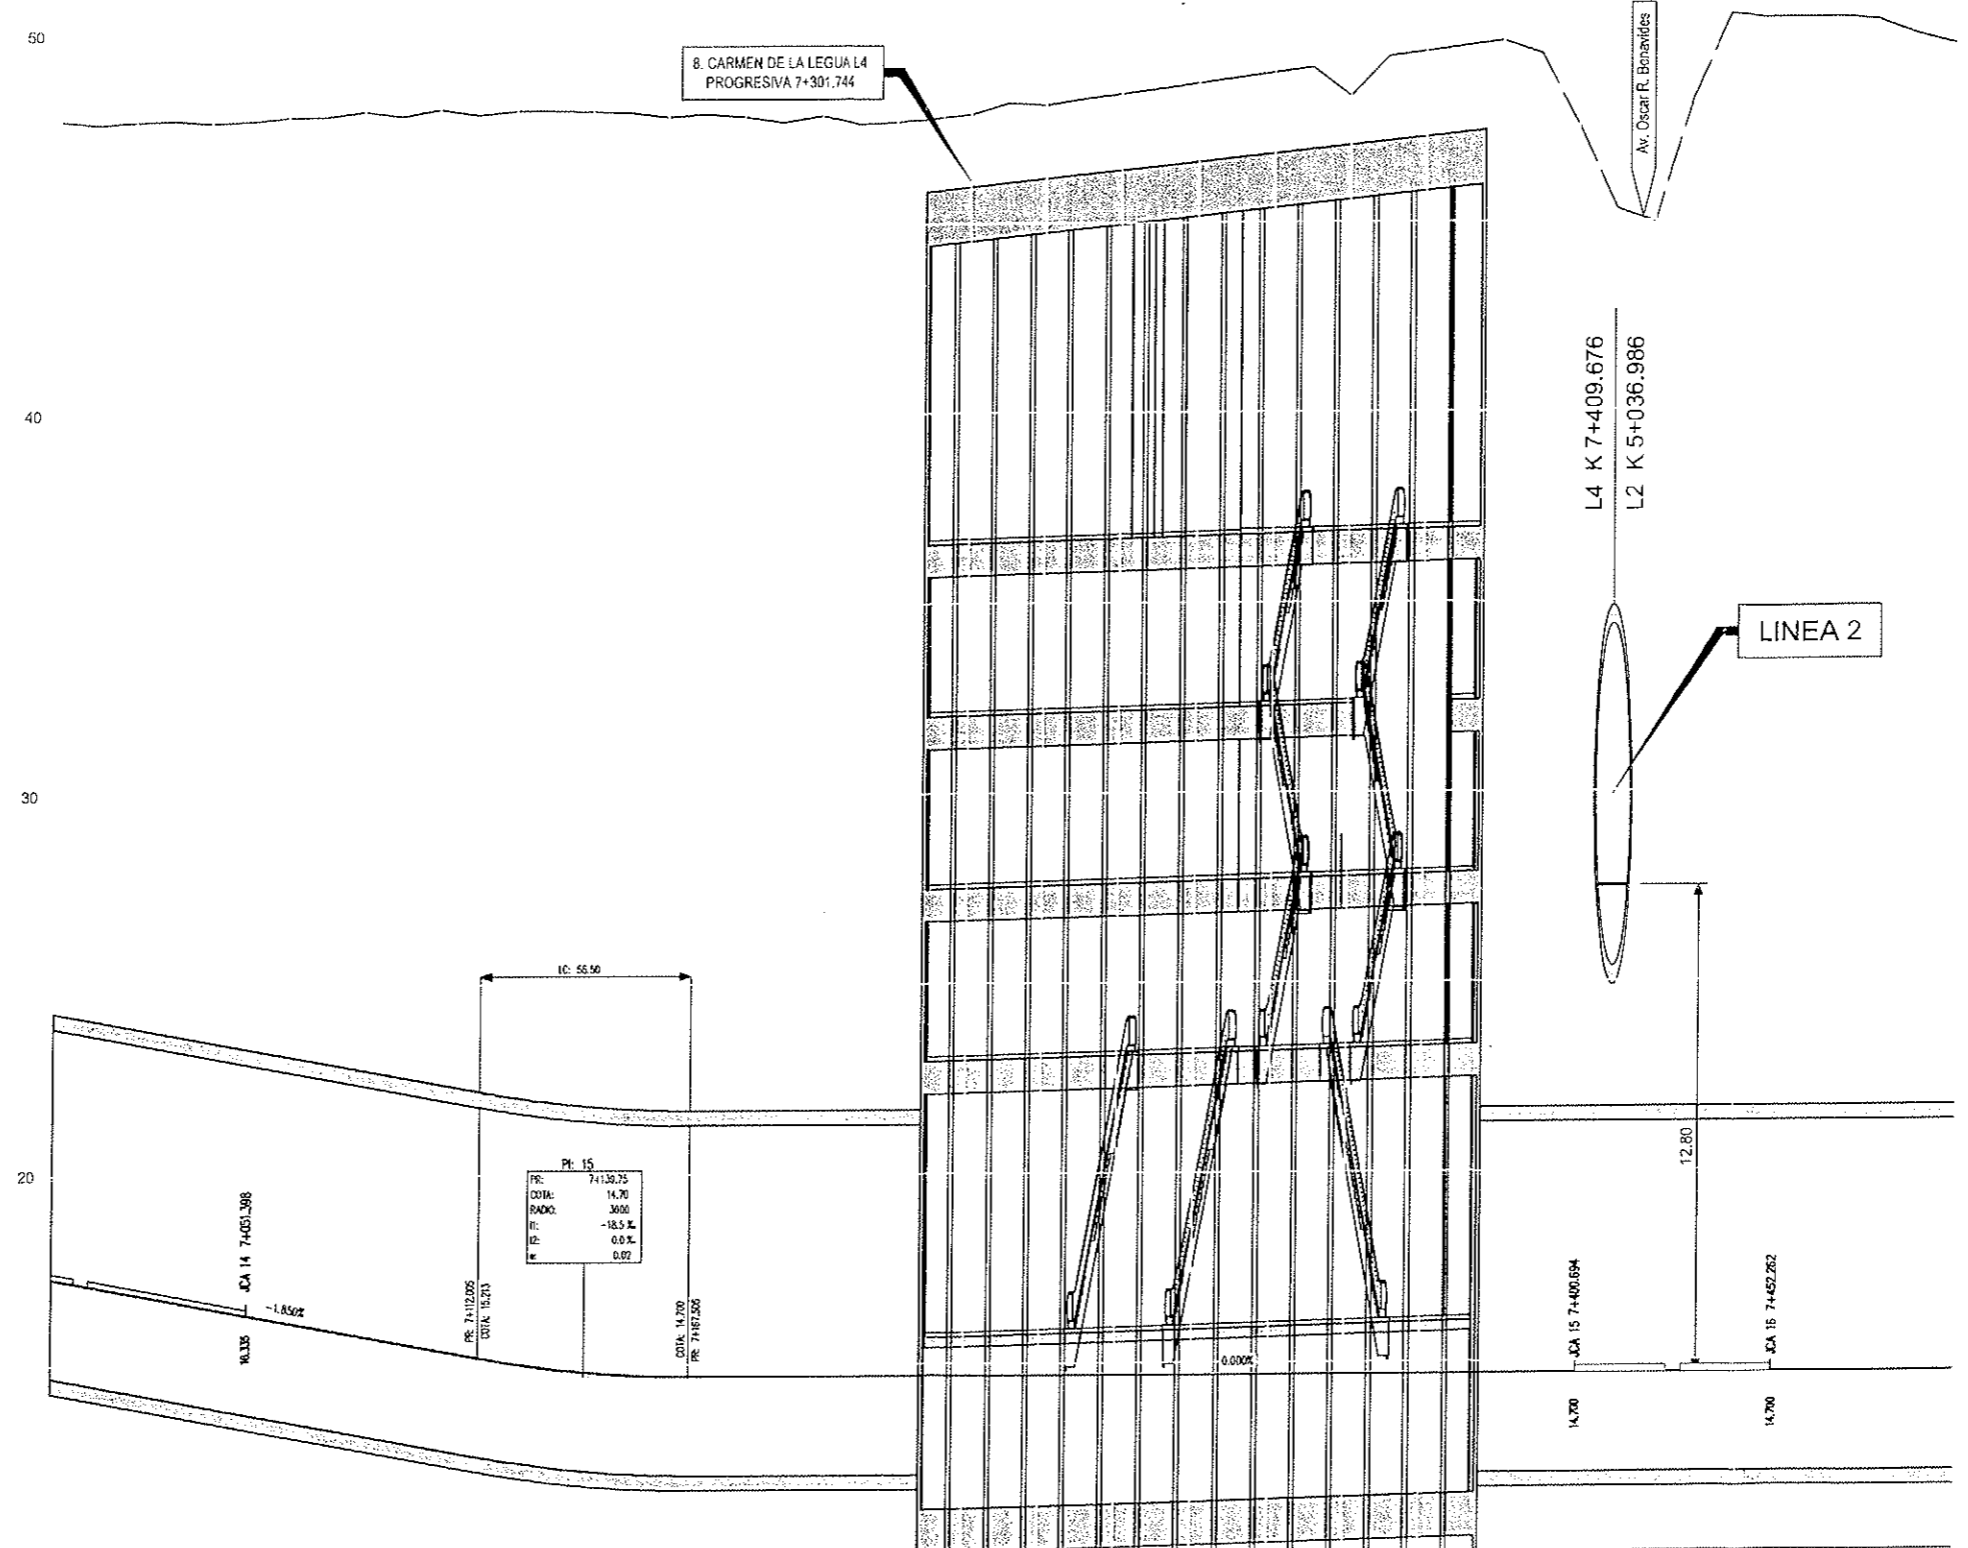 50
8. CARMEN DE LA LEGUA L4
PROGRESIVA 7+301,744
Av. Oscar R. Benavides
40
L4 K 7+409.676
L2 K 5+036.986
LINEA 2
30
LC: 55.50
20
PI: 15
PR: 7+139.75
COTA: 14.70
RADIO: 3000
i1: -18.5 ‰
i2: 0.0 ‰
0.02
JCA 14 7+051.398
16.335
-1.850%
PR: 7+112.005
COTA: 15.213
COTA: 14.700
PR: 7+167.505
0.000%
12.80
JCA 15 7+400.694
14.700
JCA 16 7+452.262
14.700